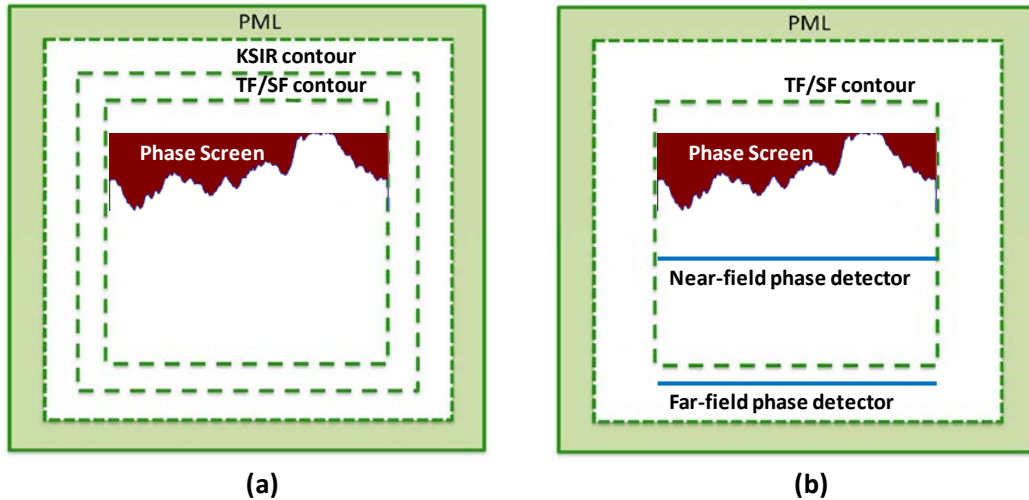 PML
KSIR contour
TF/SF contour
Phase Screen
(a)
PML
TF/SF contour
Phase Screen
Near-field phase detector
Far-field phase detector
(b)